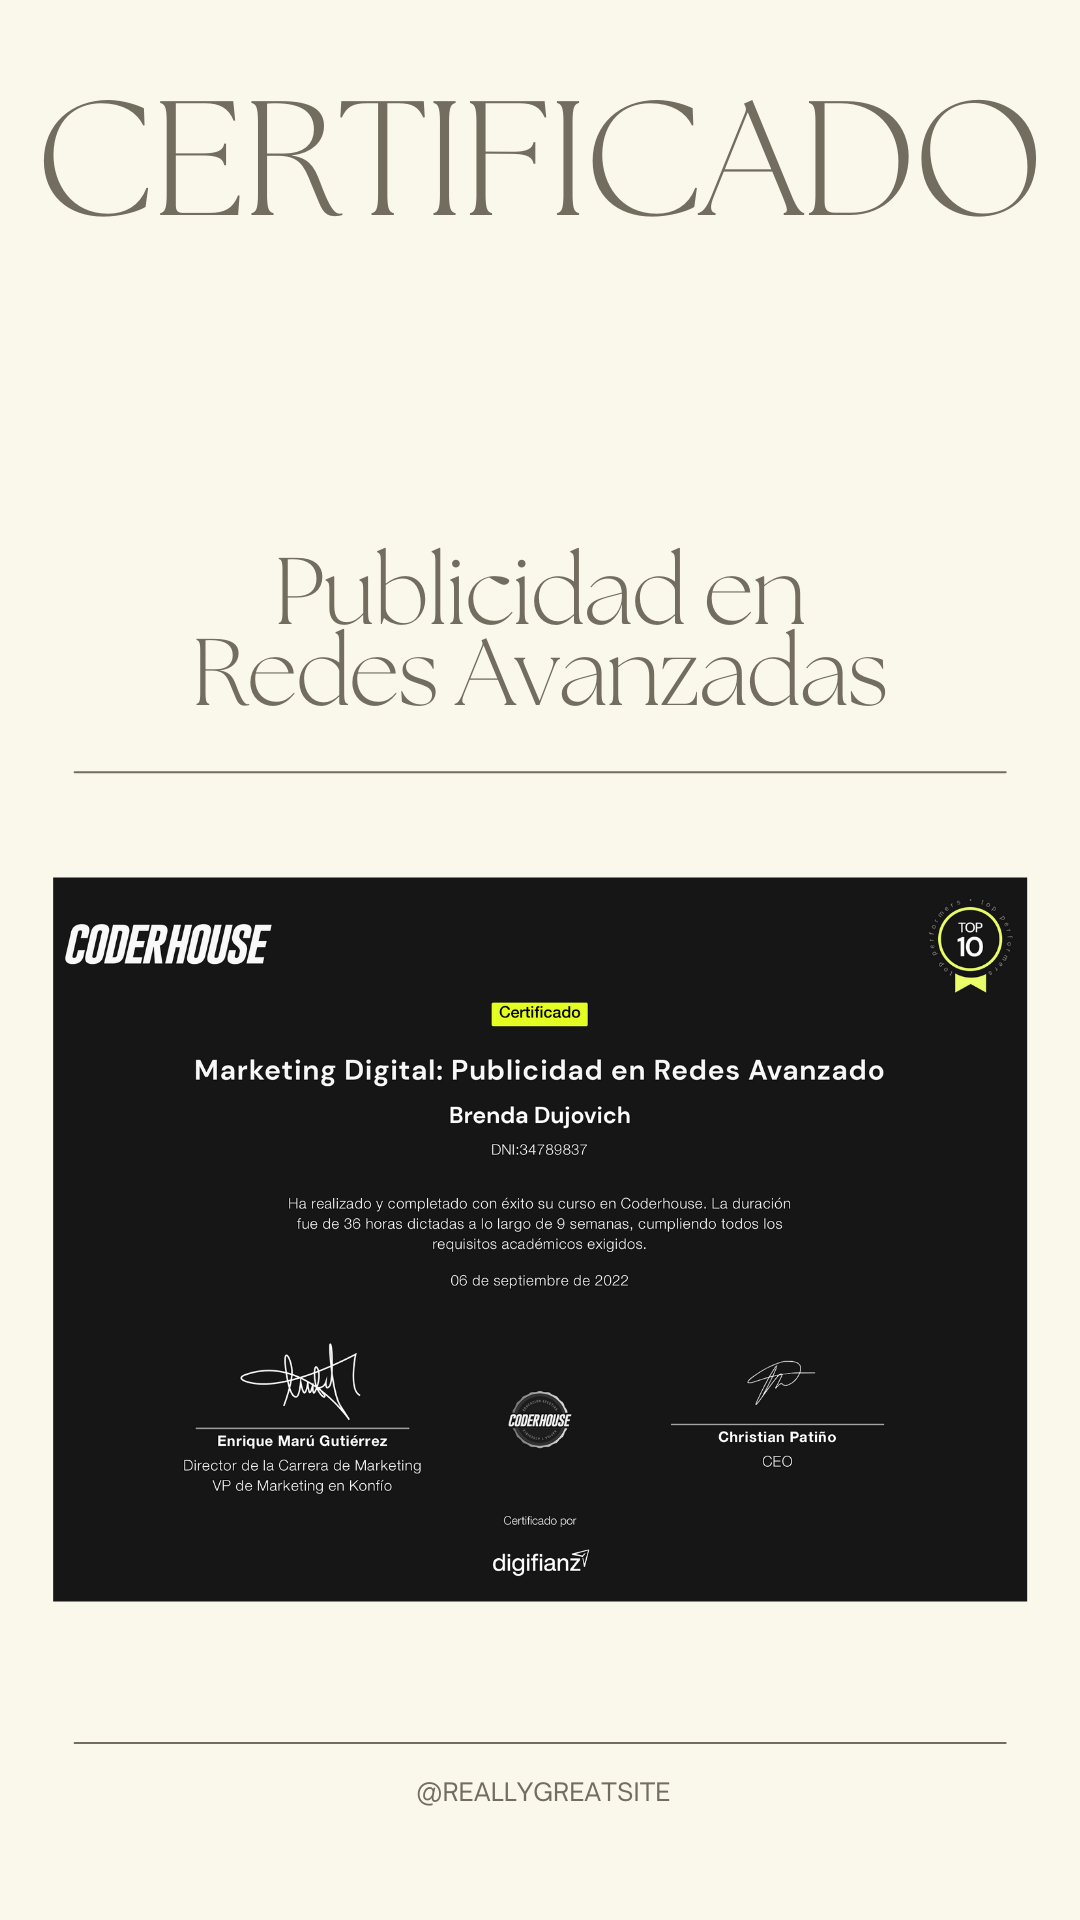 CERTIFICADO
Publicidad en
Redes Avanzadas
CODERHOUSE
top performers • top performers
TOP
10
Certificado
Marketing Digital: Publicidad en Redes Avanzado
Brenda Dujovich
DNI:34789837
Ha realizado y completado con éxito su curso en Coderhouse. La duración
fue de 36 horas dictadas a lo largo de 9 semanas, cumpliendo todos los
requisitos académicos exigidos.
06 de septiembre de 2022
Enrique Marú Gutiérrez
Director de la Carrera de Marketing
VP de Marketing en Konfío
CODERHOUSE
Christian Patiño
CEO
Certificado por
digifianz
@REALLYGREATSITE